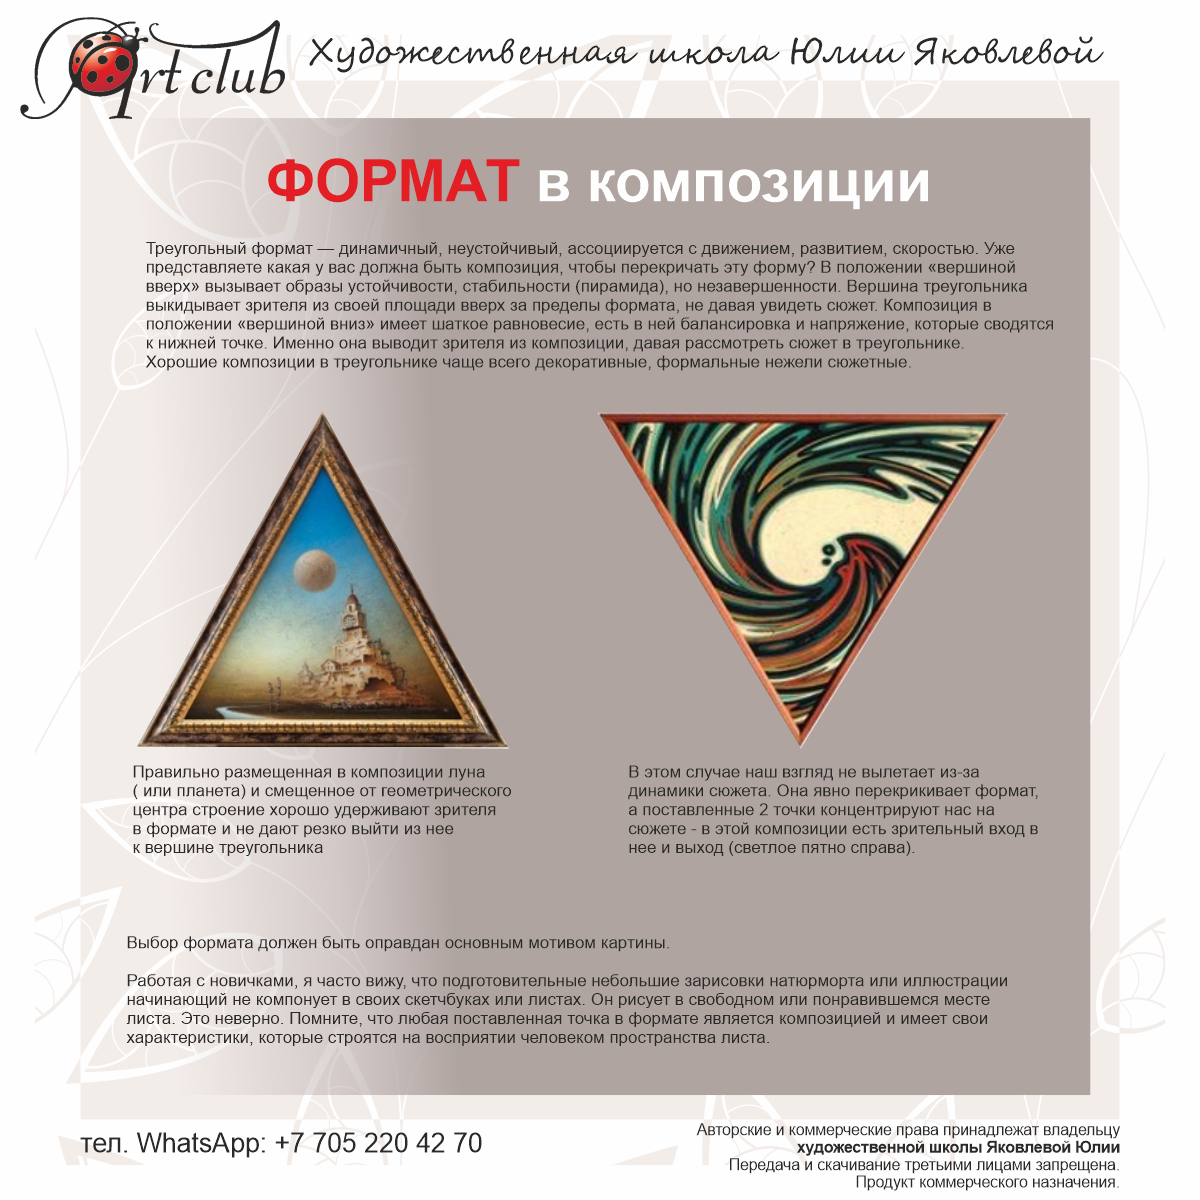 Art club
Художественная школа Юлии Яковлевой
ФОРМАТ в композиции
Треугольный формат — динамичный, неустойчивый, ассоциируется с движением, развитием, скоростью. Уже
представляете какая у вас должна быть композиция, чтобы перекричать эту форму? В положении «вершиной
вверх» вызывает образы устойчивости, стабильности (пирамида), но незавершенности. Вершина треугольника
выкидывает зрителя из своей площади вверх за пределы формата, не давая увидеть сюжет. Композиция в
положении «вершиной вниз» имеет шаткое равновесие, есть в ней балансировка и напряжение, которые сводятся
к нижней точке. Именно она выводит зрителя из композиции, давая рассмотреть сюжет в треугольнике.
Хорошие композиции в треугольнике чаще всего декоративные, формальные нежели сюжетные.
Правильно размещенная в композиции луна
( или планета) и смещенное от геометрического
центра строение хорошо удерживают зрителя
в формате и не дают резко выйти из нее
к вершине треугольника
В этом случае наш взгляд не вылетает из-за
динамики сюжета. Она явно перекрикивает формат,
а поставленные 2 точки концентрируют нас на
сюжете - в этой композиции есть зрительный вход в
нее и выход (светлое пятно справа).
Выбор формата должен быть оправдан основным мотивом картины.
Работая с новичками, я часто вижу, что подготовительные небольшие зарисовки натюрморта или иллюстрации
начинающий не компонует в своих скетчбуках или листах. Он рисует в свободном или понравившемся месте
листа. Это неверно. Помните, что любая поставленная точка в формате является композицией и имеет свои
характеристики, которые строятся на восприятии человеком пространства листа.
тел. WhatsApp: +7 705 220 42 70
Авторские и коммерческие права принадлежат владельцу
художественной школы Яковлевой Юлии
Передача и скачивание третьими лицами запрещена.
Продукт коммерческого назначения.